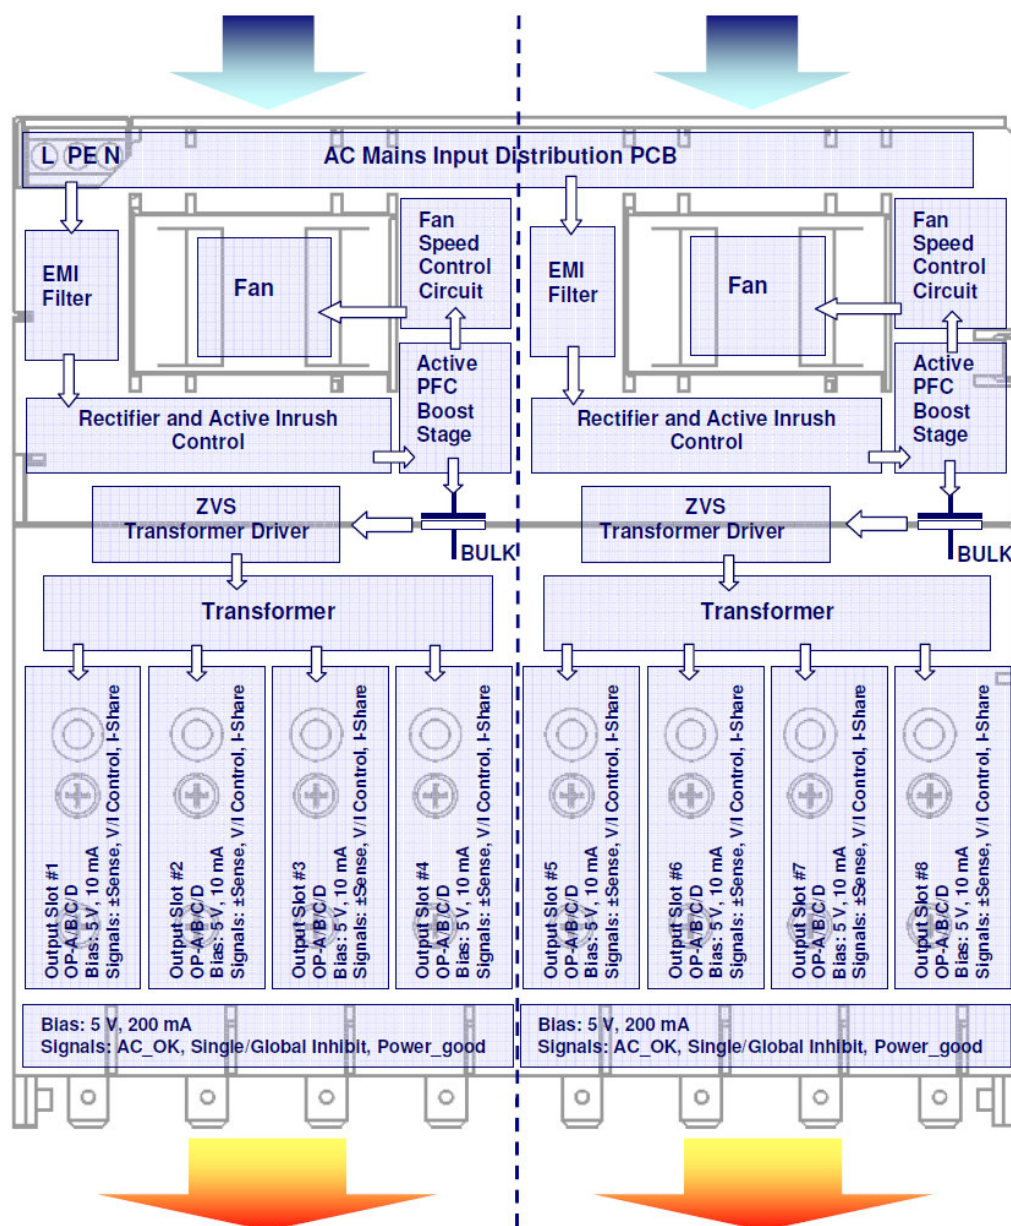 L PE N
AC Mains Input Distribution PCB
EMI
Filter
Fan
Fan
Speed
Control
Circuit
Active
PFC
Boost
Stage
Rectifier and Active Inrush
Control
ZVS
Transformer Driver
BULK
Transformer
Output Slot #1
OP-A/B/C/D
Bias: 5 V, 10 mA
Signals: ±Sense, V/I Control, I-Share
Output Slot #2
OP-A/B/C/D
Bias: 5 V, 10 mA
Signals: ±Sense, V/I Control, I-Share
Output Slot #3
OP-A/B/C/D
Bias: 5 V, 10 mA
Signals: ±Sense, V/I Control, I-Share
Output Slot #4
OP-A/B/C/D
Bias: 5 V, 10 mA
Signals: ±Sense, V/I Control, I-Share
Bias: 5 V, 200 mA
Signals: AC_OK, Single/Global Inhibit, Power_good
EMI
Filter
Fan
Fan
Speed
Control
Circuit
Active
PFC
Boost
Stage
Rectifier and Active Inrush
Control
ZVS
Transformer Driver
BULK
Transformer
Output Slot #5
OP-A/B/C/D
Bias: 5 V, 10 mA
Signals: ±Sense, V/I Control, I-Share
Output Slot #6
OP-A/B/C/D
Bias: 5 V, 10 mA
Signals: ±Sense, V/I Control, I-Share
Output Slot #7
OP-A/B/C/D
Bias: 5 V, 10 mA
Signals: ±Sense, V/I Control, I-Share
Output Slot #8
OP-A/B/C/D
Bias: 5 V, 10 mA
Signals: ±Sense, V/I Control, I-Share
Bias: 5 V, 200 mA
Signals: AC_OK, Single/Global Inhibit, Power_good